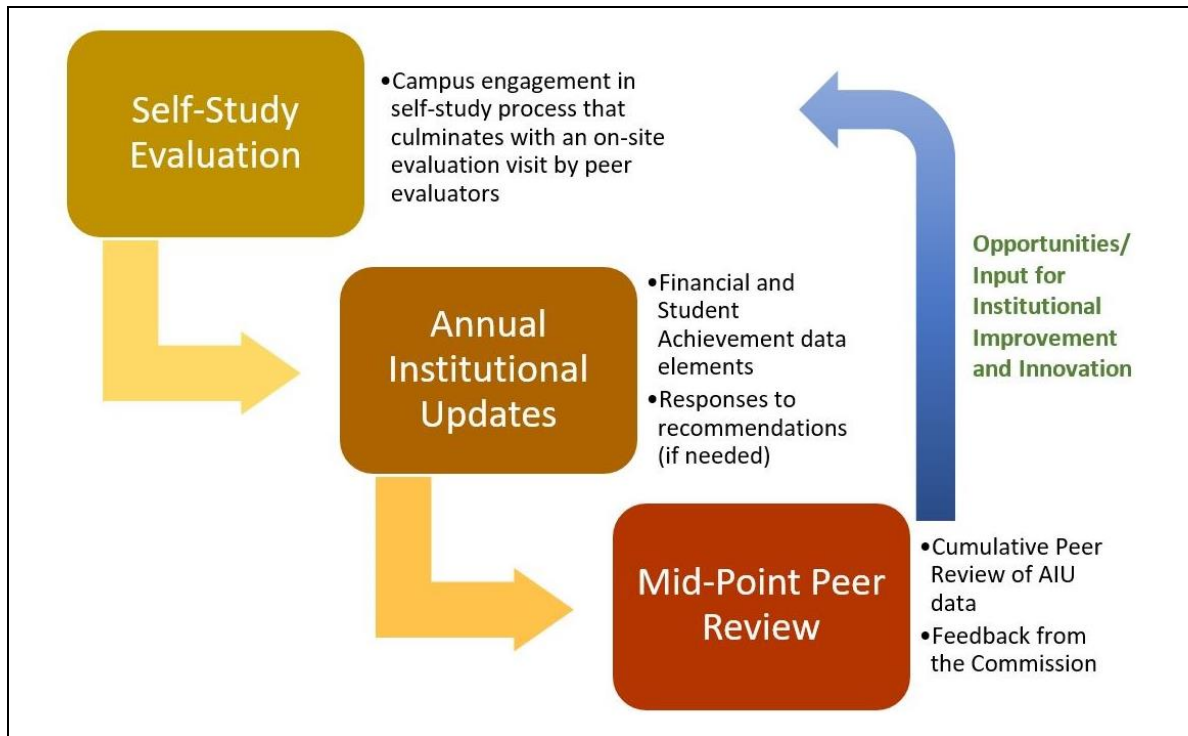 Self-Study
Evaluation
•Campus engagement in
self-study process that
culminates with an on-site
evaluation visit by peer
evaluators
Annual
Institutional
Updates
•Financial and
Student
Achievement data
elements
•Responses to
recommendations
(if needed)
Opportunities/
Input for
Institutional
Improvement
and Innovation
Mid-Point Peer
Review
•Cumulative Peer
Review of AIU
data
•Feedback from
the Commission